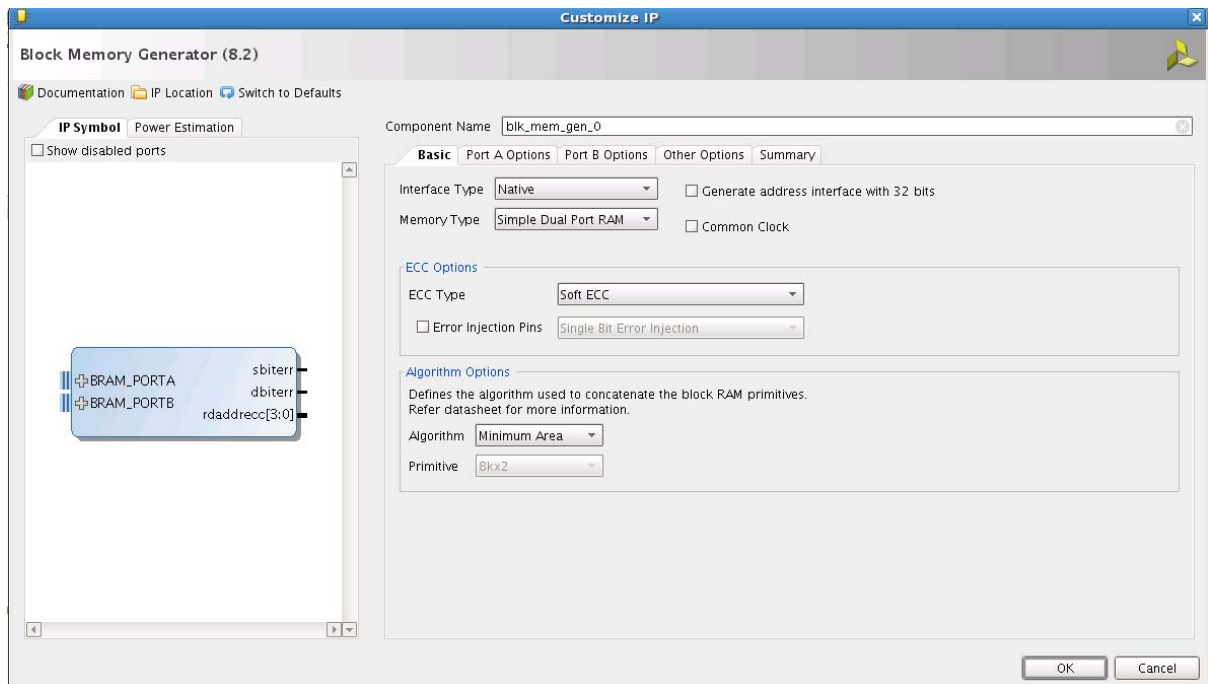 Customize IP
Block Memory Generator (8.2)
Documentation IP Location Switch to Defaults
IP Symbol Power Estimation
Show disabled ports
BRAM_PORTA
BRAM_PORTB
sbiterr
dbiterr
rdaddrecc[3:0]
Component Name blk_mem_gen_0
Basic Port A Options Port B Options Other Options Summary
Interface Type Native Generate address interface with 32 bits
Memory Type Simple Dual Port RAM Common Clock
ECC Options
ECC Type Soft ECC
Error Injection Pins Single Bit Error Injection
Algorithm Options
Defines the algorithm used to concatenate the block RAM primitives.
Refer datasheet for more information.
Algorithm Minimum Area
Primitive 8kx2
OK Cancel